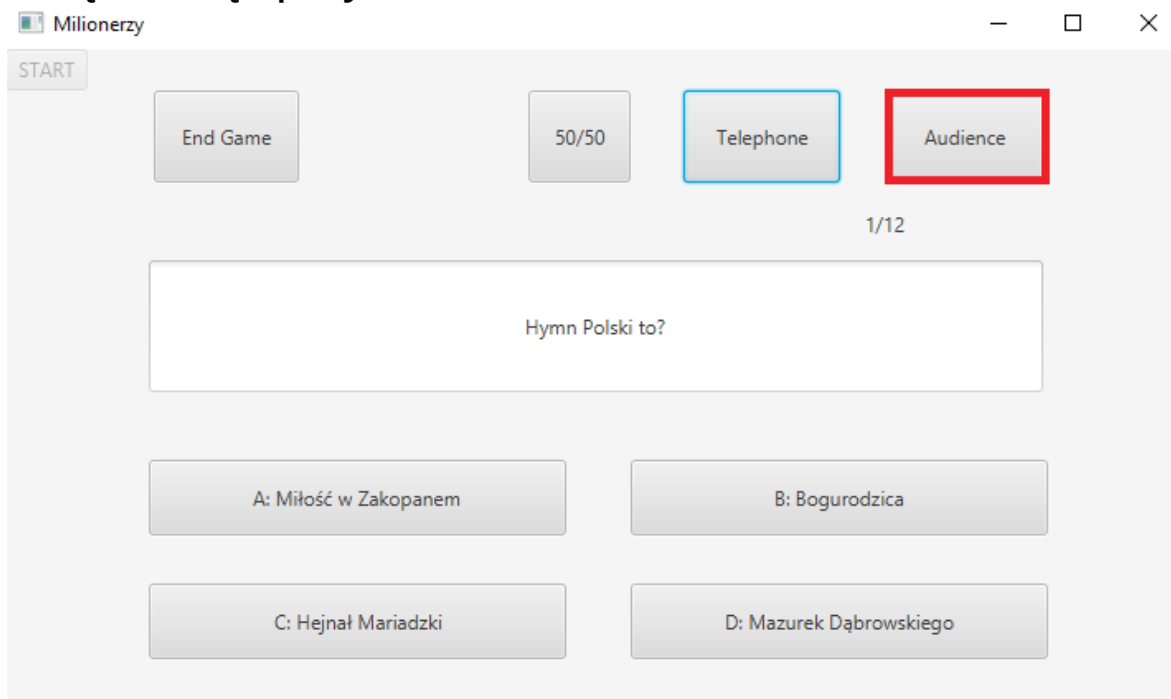 Milionerzy
START
End Game
50/50
Telephone
Audience
1/12
Hymn Polski to?
A: Miłość w Zakopanem
B: Bogurodzica
C: Hejnał Mariadzki
D: Mazurek Dąbrowskiego